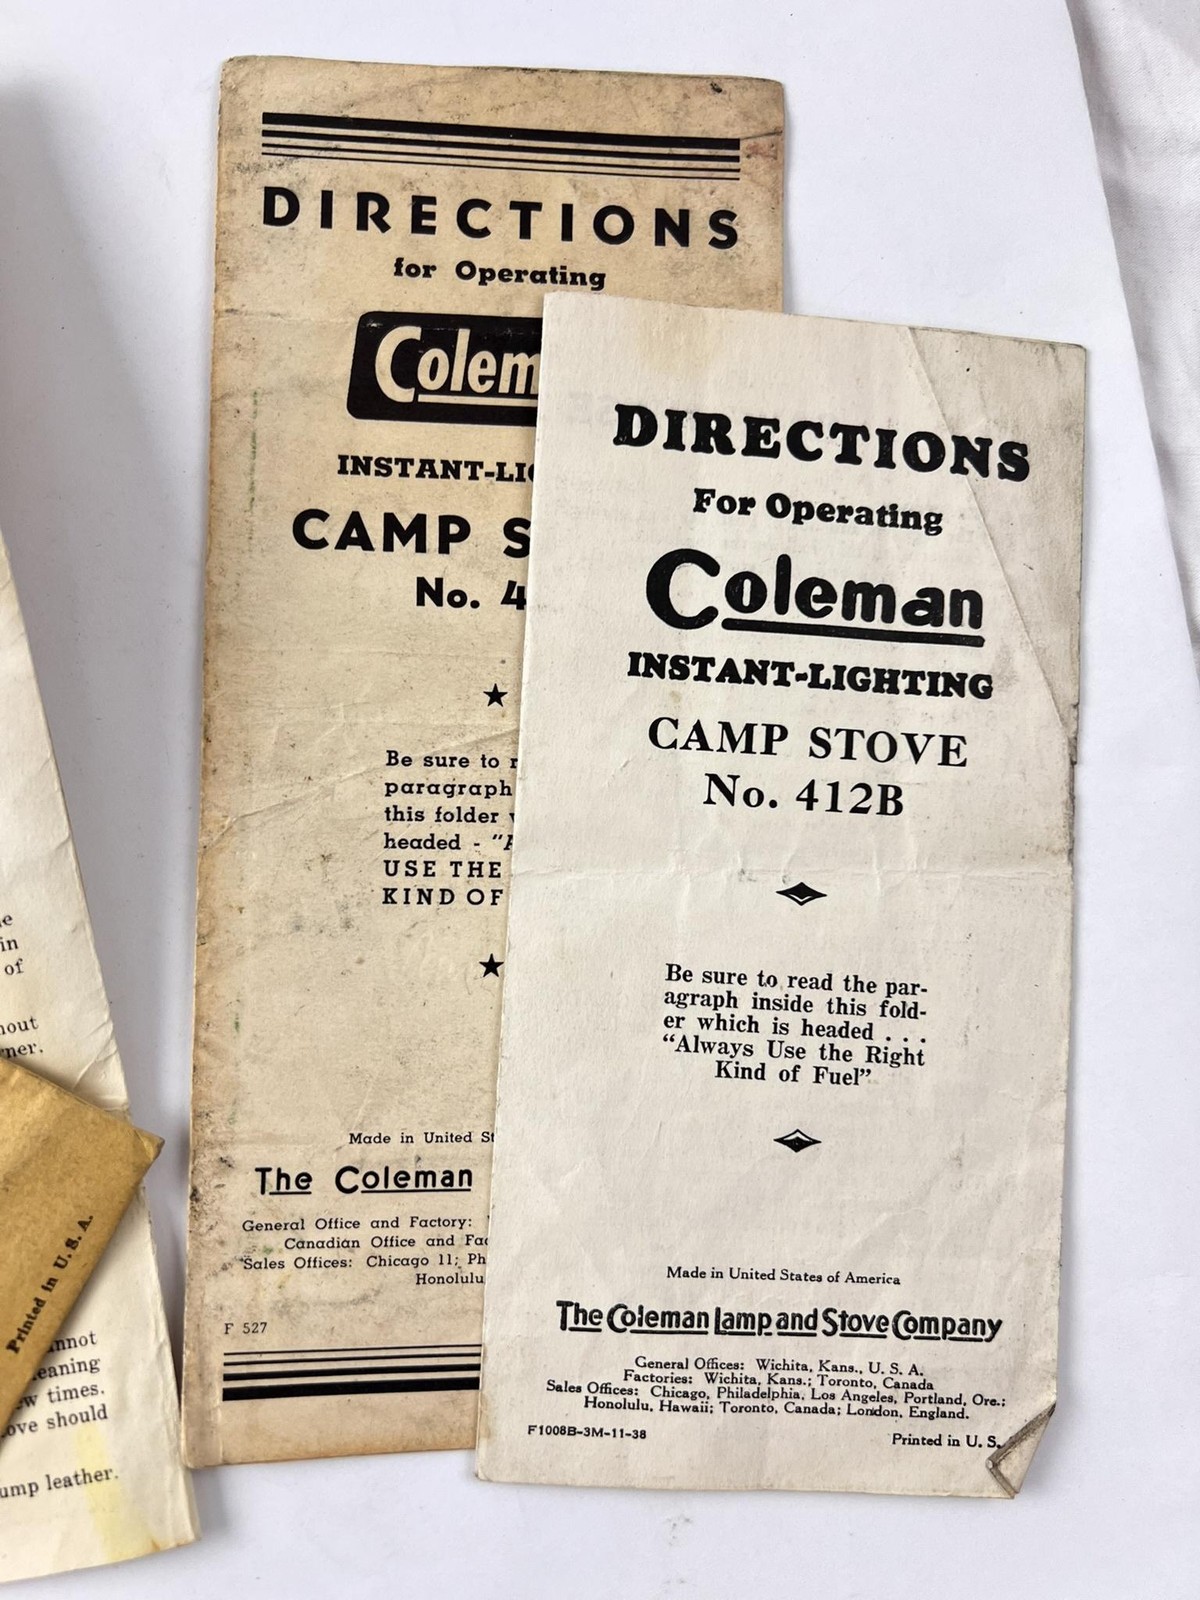 DIRECTIONS
for Operating
Colem
INSTANT-LIG
CAMP S
No. 4
Be sure to r
paragraph
this folder
headed - "A
USE THE
KIND OF
Made in United St
The Coleman
General Office and Factory:
Canadian Office and Fac
Sales Offices: Chicago 11; Ph
Honolulu
F 527
DIRECTIONS
For Operating
Coleman
INSTANT-LIGHTING
CAMP STOVE
No. 412B
Be sure to read the par-
agraph inside this fold-
er which is headed . . .
"Always Use the Right
Kind of Fuel"
Made in United States of America
The Coleman Lamp and Stove Company
General Offices: Wichita, Kans., U. S. A.
Factories: Wichita, Kans.; Toronto, Canada
Sales Offices: Chicago, Philadelphia, Los Angeles, Portland, Ore.;
Honolulu, Hawaii; Toronto, Canada; London, England.
F1008B-3M-11-38
Printed in U. S.
in
of
hout
rner.
Printed in U. S. A.
nnot
eaning
ew times.
ove should
ump leather.